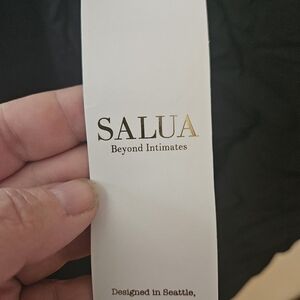 SALUA
Beyond Intimates
Designed in Seattle,